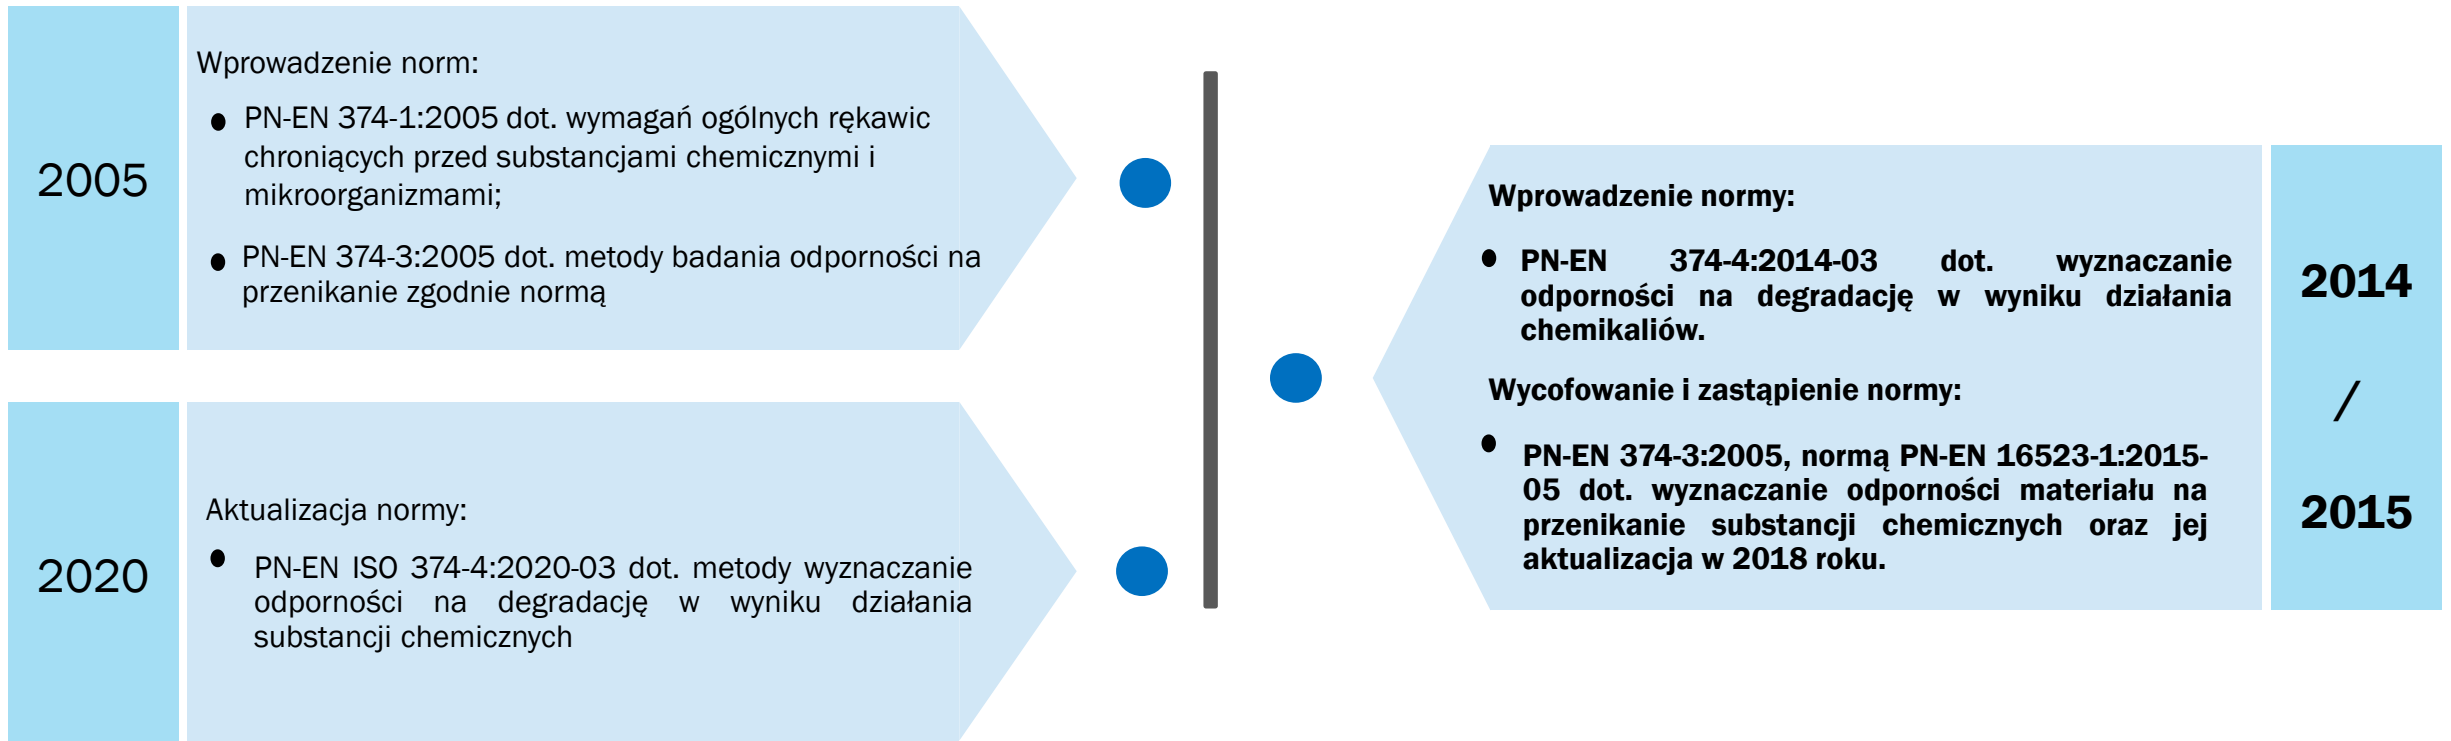 2005
Wprowadzenie norm:
● PN-EN 374-1:2005 dot. wymagań ogólnych rękawic
chroniących przed substancjami chemicznymi i
mikroorganizmami;
● PN-EN 374-3:2005 dot. metody badania odporności na
przenikanie zgodnie normą
2014
/
2015
Wprowadzenie normy:
● PN-EN 374-4:2014-03 dot. wyznaczanie
odporności na degradację w wyniku działania
chemikaliów.
Wycofowanie i zastąpienie normy:
● PN-EN 374-3:2005, normą PN-EN 16523-1:2015-
05 dot. wyznaczanie odporności materiału na
przenikanie substancji chemicznych oraz jej
aktualizacja w 2018 roku.
2020
Aktualizacja normy:
● PN-EN ISO 374-4:2020-03 dot. metody wyznaczanie
odporności na degradację w wyniku działania
substancji chemicznych